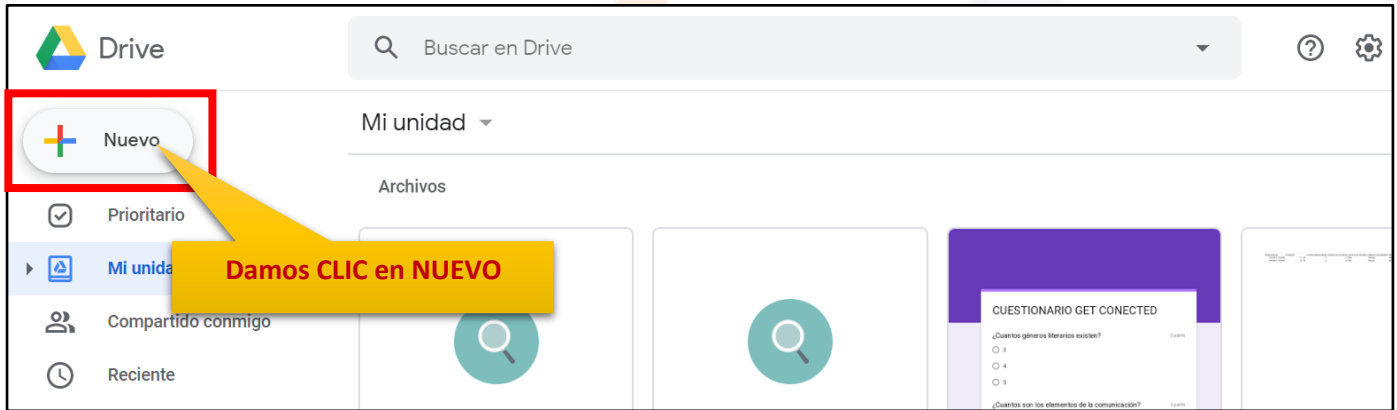 Drive
Buscar en Drive
Nuevo
Mi unidad
Archivos
Prioritario
Mi unida
Damos CLIC en NUEVO
Compartido conmigo
Reciente
CUESTIONARIO GET CONECTED
¿Cuantos géneros literarios existen?
3
4
5
¿Cuantos son los elementos de la comunicación?